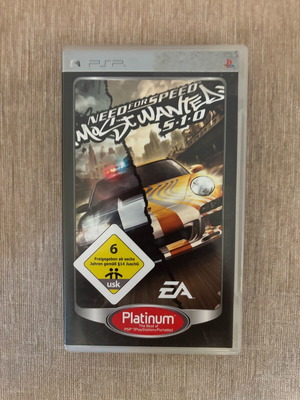 PSP
NEED FOR SPEED
MOST WANTED
5-1-0
6
Freigegeben ab sechs
Jahren gemäß §14 JuSchG
usk
EA
Platinum
The Best of
PSP (PlayStation®Portable)